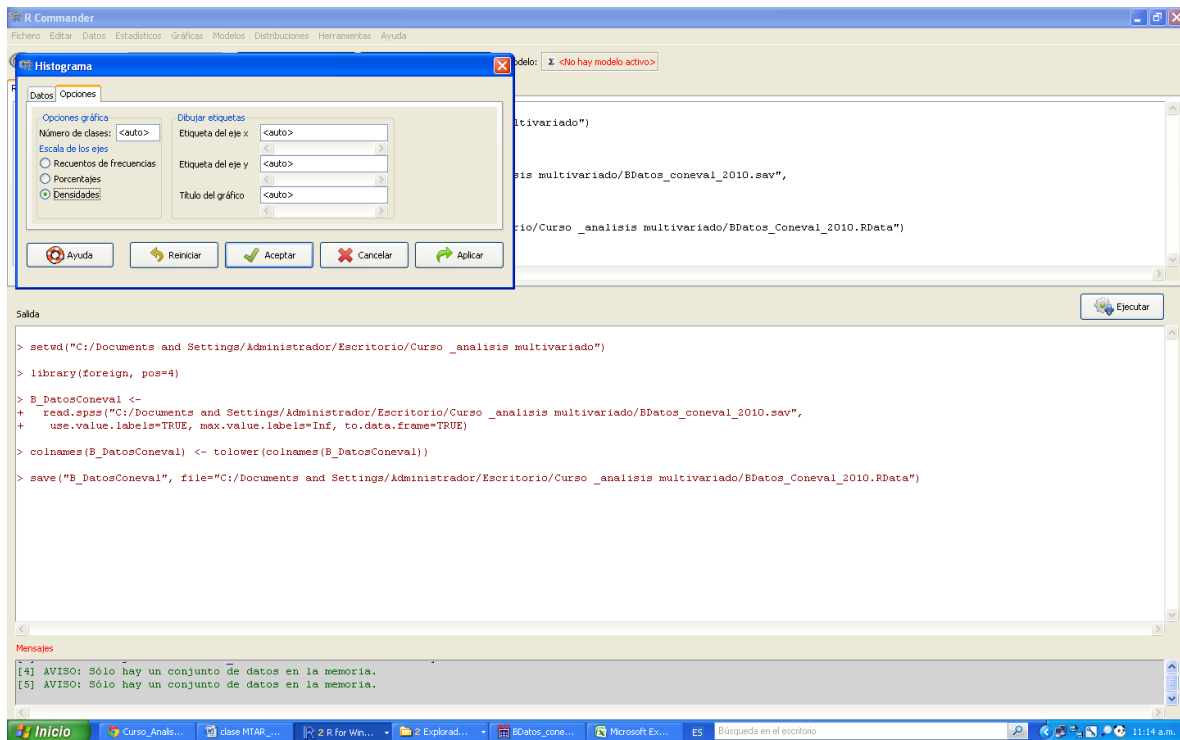 R Commander
Fichero Editar Datos Estadísticos Gráficas Modelos Distribuciones Herramientas Ayuda
Histograma
delo: Σ <No hay modelo activo>
Datos Opciones
Opciones gráfica
Número de clases: <auto>
Escala de los ejes
Recuentos de frecuencias
Porcentajes
Densidades
Dibujar etiquetas
Etiqueta del eje x <auto>
Etiqueta del eje y <auto>
Título del gráfico <auto>
Ayuda Reiniciar Aceptar Cancelar Aplicar
ltivariado")
sis multivariado/BDatos_coneval_2010.sav",
rio/Curso _analisis multivariado/BDatos_Coneval_2010.RData")
Ejecutar
Salida
> setwd("C:/Documents and Settings/Administrador/Escritorio/Curso _analisis multivariado")
> library(foreign, pos=4)
> B_DatosConeval <-
+ read.spss("C:/Documents and Settings/Administrador/Escritorio/Curso _analisis multivariado/BDatos_coneval_2010.sav",
+ use.value.labels=TRUE, max.value.labels=Inf, to.data.frame=TRUE)
> colnames(B_DatosConeval) <- tolower(colnames(B_DatosConeval))
> save("B_DatosConeval", file="C:/Documents and Settings/Administrador/Escritorio/Curso _analisis multivariado/BDatos_Coneval_2010.RData")
Mensajes
[4] AVISO: Sólo hay un conjunto de datos en la memoria.
[5] AVISO: Sólo hay un conjunto de datos en la memoria.
Inicio Curso_Anals... clase MTAR_... 2 R for Win... 2 Explorad... BDatos_cone... Microsoft Ex... ES Búsqueda en el escritorio 11:14 a.m.